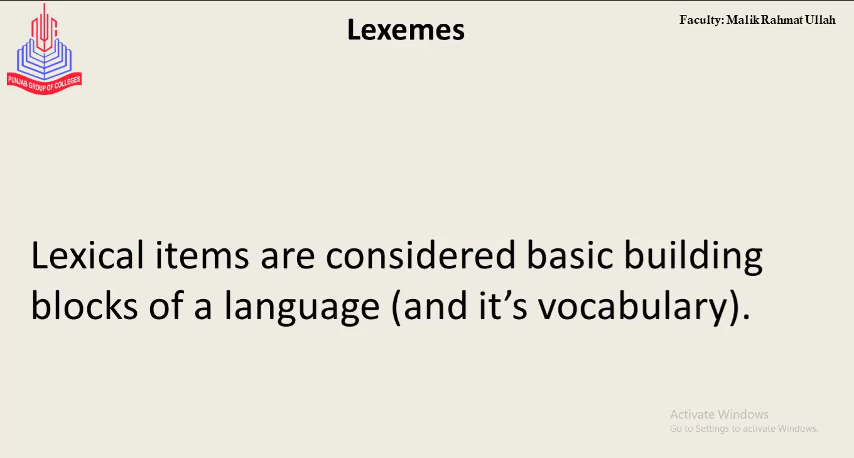 Lexemes
Faculty: Malik Rahmat Ullah
PUNJAB GROUP OF COLLEGES
Lexical items are considered basic building
blocks of a language (and it’s vocabulary).
Activate Windows
Go to Settings to activate Windows.